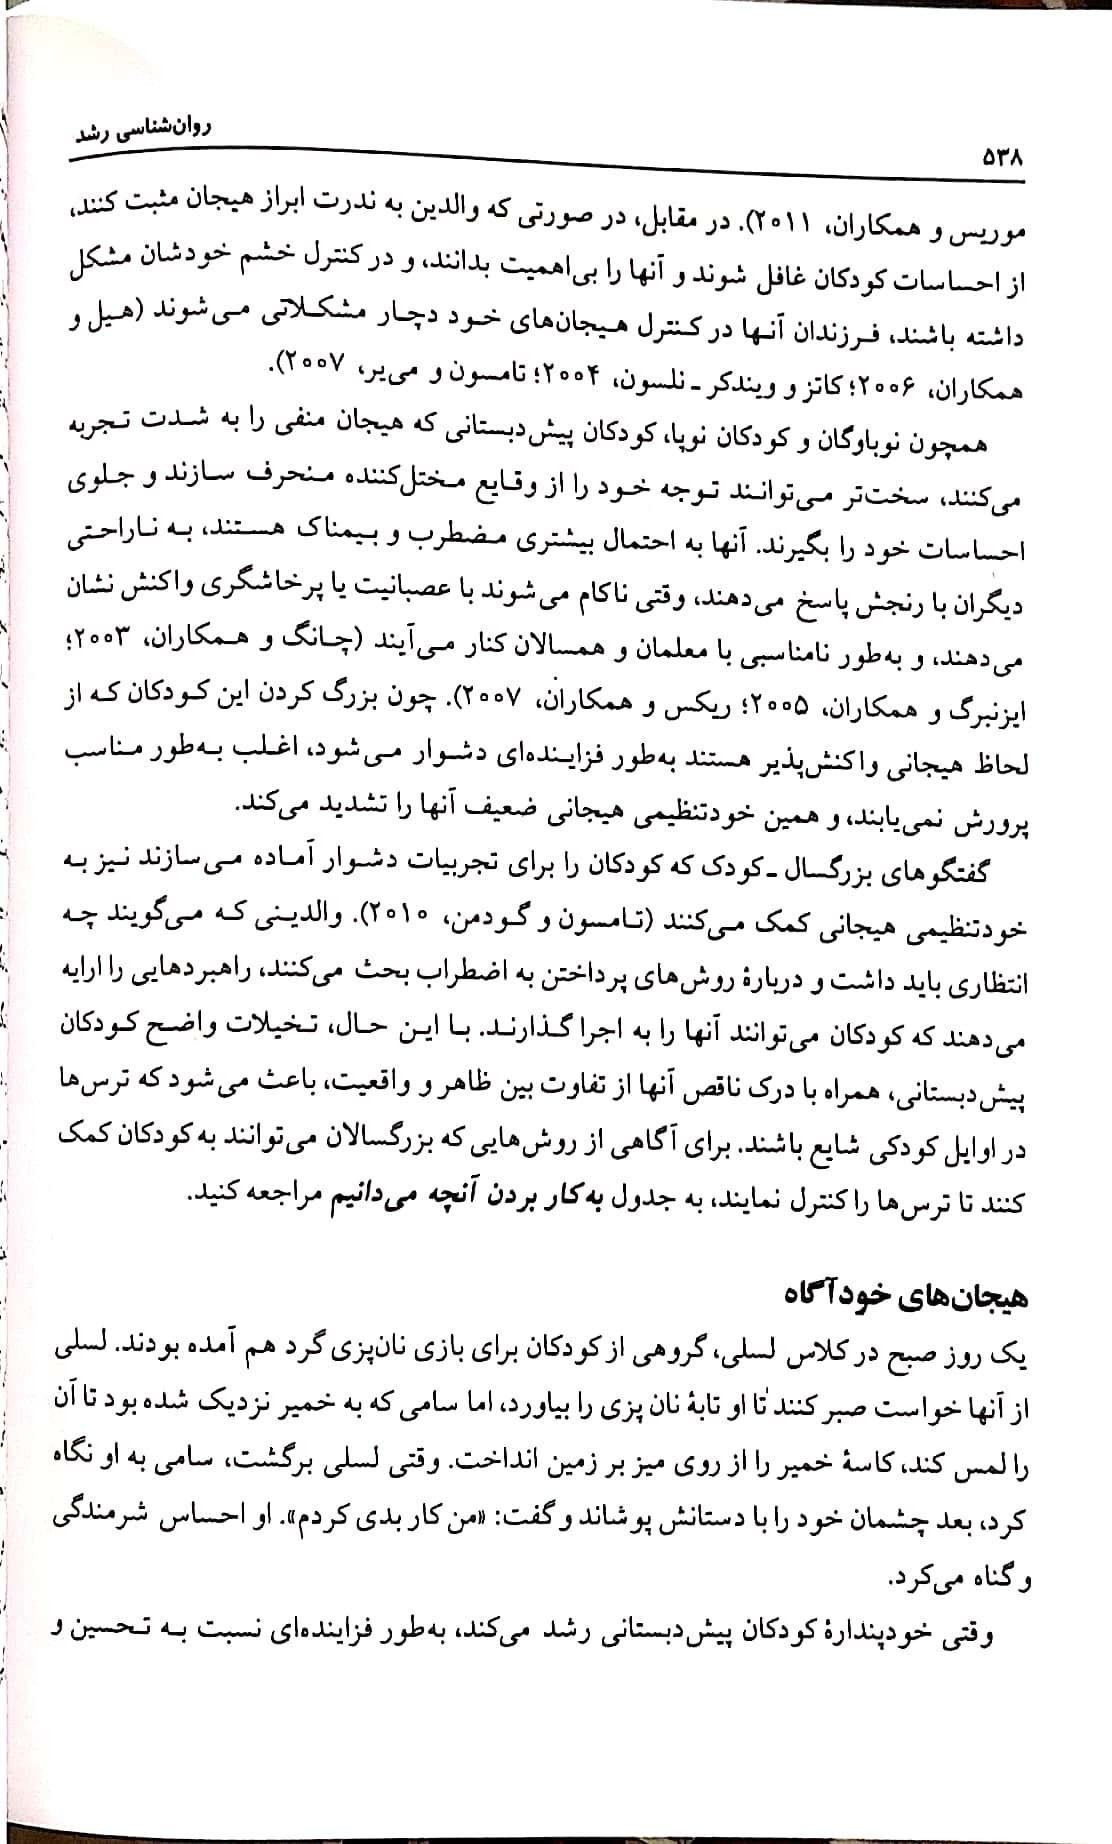 روان‌شناسی رشد
۵۳۸
موریس و همکاران، ۲۰۱۱). در مقابل، در صورتی که والدین به ندرت ابراز هیجان مثبت کنند،
از احساسات کودکان غافل شوند و آنها را بی‌اهمیت بدانند، و در کنترل خشم خودشان مشکل
داشته باشند، فرزندان آنها در کنترل هیجان‌های خود دچار مشکلاتی می‌شوند (هیل و
همکاران، ۲۰۰۶؛ کاتز و ویندکر ـ نلسون، ۲۰۰۴؛ تامسون و می‌یر، ۲۰۰۷).
همچون نوباوگان و کودکان نوپا، کودکان پیش‌دبستانی که هیجان منفی را به شدت تجربه
می‌کنند، سخت‌تر می‌توانند توجه خود را از وقایع مختل‌کننده منحرف سازند و جلوی
احساسات خود را بگیرند. آنها به احتمال بیشتری مضطرب و بیمناک هستند، به ناراحتی
دیگران با رنجش پاسخ می‌دهند، وقتی ناکام می‌شوند با عصبانیت یا پرخاشگری واکنش نشان
می‌دهند، و به‌طور نامناسبی با معلمان و همسالان کنار می‌آیند (چانگ و همکاران، ۲۰۰۳؛
ایزنبرگ و همکاران، ۲۰۰۵؛ ریکس و همکاران، ۲۰۰۷). چون بزرگ کردن این کودکان که از
لحاظ هیجانی واکنش‌پذیر هستند به‌طور فزاینده‌ای دشوار می‌شود، اغلب به‌طور مناسب
پرورش نمی‌یابند، و همین خودتنظیمی هیجانی ضعیف آنها را تشدید می‌کند.
گفتگوهای بزرگسال ـ کودک که کودکان را برای تجربیات دشوار آماده می‌سازند نیز به
خودتنظیمی هیجانی کمک می‌کنند (تامسون و گودمن، ۲۰۱۰). والدینی که می‌گویند چه
انتظاری باید داشت و دربارهٔ روش‌های پرداختن به اضطراب بحث می‌کنند، راهبردهایی را ارایه
می‌دهند که کودکان می‌توانند آنها را به اجرا گذارند. با این حال، تخیلات واضح کودکان
پیش‌دبستانی، همراه با درک ناقص آنها از تفاوت بین ظاهر و واقعیت، باعث می‌شود که ترس‌ها
در اوایل کودکی شایع باشند. برای آگاهی از روش‌هایی که بزرگسالان می‌توانند به کودکان کمک
کنند تا ترس‌ها را کنترل نمایند، به جدول به‌کار بردن آنچه می‌دانیم مراجعه کنید.
هیجان‌های خودآگاه
یک روز صبح در کلاس لسلی، گروهی از کودکان برای بازی نان‌پزی گرد هم آمده بودند. لسلی
از آنها خواست صبر کنند تا او تابهٔ نان پزی را بیاورد، اما سامی که به خمیر نزدیک شده بود تا آن
را لمس کند، کاسهٔ خمیر را از روی میز بر زمین انداخت. وقتی لسلی برگشت، سامی به او نگاه
کرد، بعد چشمان خود را با دستانش پوشاند و گفت: «من کار بدی کردم». او احساس شرمندگی
و گناه می‌کرد.
وقتی خودپندارهٔ کودکان پیش‌دبستانی رشد می‌کند، به‌طور فزاینده‌ای نسبت به تحسین و